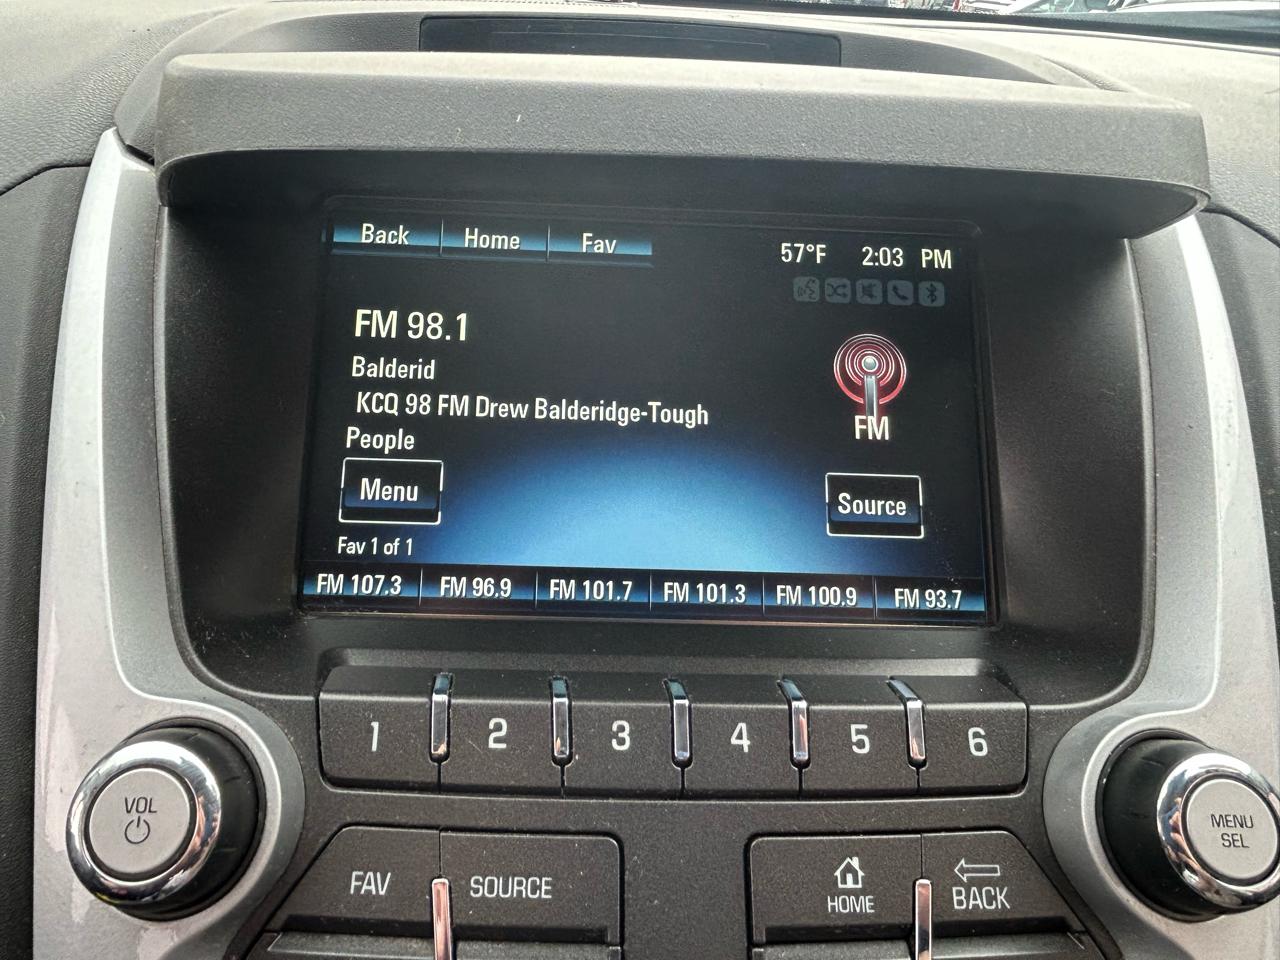 Back Home Fav 57°F 2:03 PM
FM 98.1
Balderid
KCQ 98 FM Drew Balderidge-Tough
People
FM
Menu Source
Fav 1 of 1
FM 107.3 FM 96.9 FM 101.7 FM 101.3 FM 100.9 FM 93.7
1 2 3 4 5 6
VOL
MENU
SEL
FAV SOURCE HOME BACK